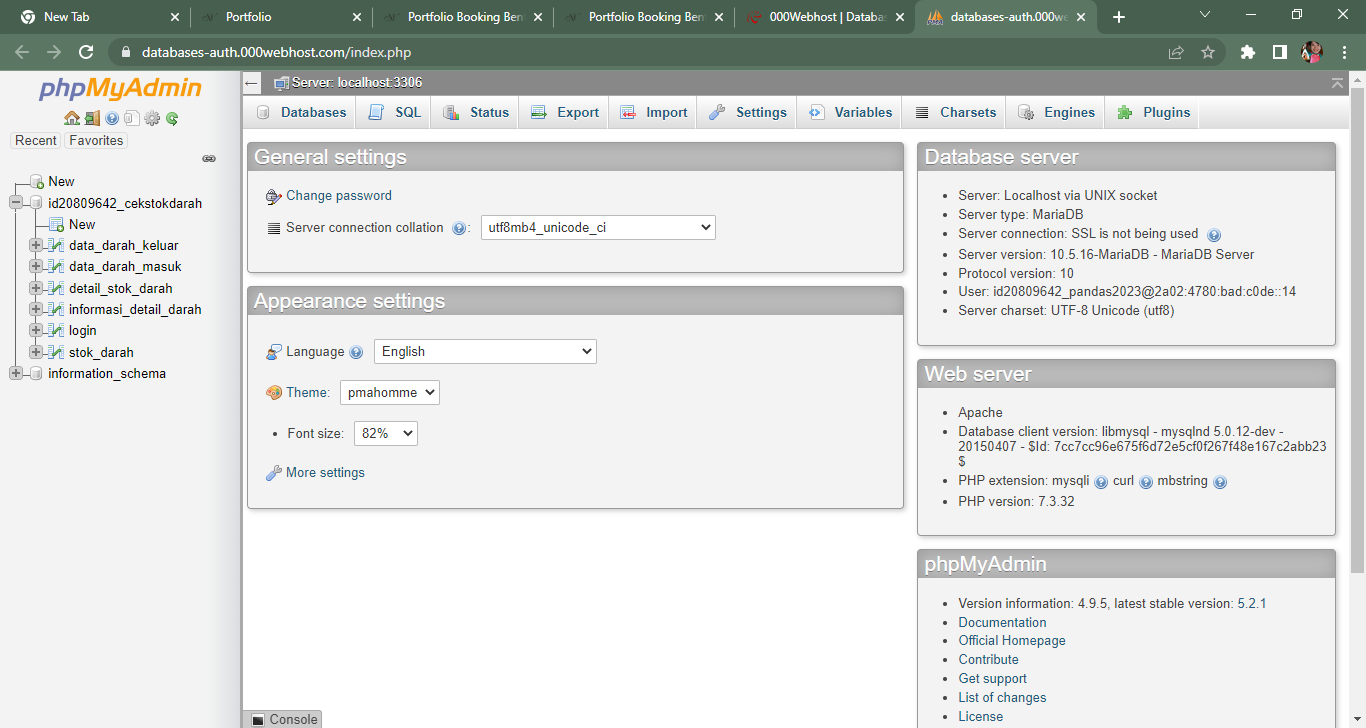 New Tab
Portfolio
Portfolio Booking Ben
Portfolio Booking Ben
000Webhost | Databa
databases-auth.000w
databases-auth.000webhost.com/index.php
phpMyAdmin
Recent
Favorites
New
id20809642_cekstokdarah
New
data_darah_keluar
data_darah_masuk
detail_stok_darah
informasi_detail_darah
login
stok_darah
information_schema
Server: localhost:3306
Databases
SQL
Status
Export
Import
Settings
Variables
Charsets
Engines
Plugins
General settings
Change password
Server connection collation :
utf8mb4_unicode_ci
Appearance settings
Language
English
Theme:
pmahomme
Font size:
82%
More settings
Database server
Server: Localhost via UNIX socket
Server type: MariaDB
Server connection: SSL is not being used
Server version: 10.5.16-MariaDB - MariaDB Server
Protocol version: 10
User: id20809642_pandas2023@2a02:4780:bad:c0de::14
Server charset: UTF-8 Unicode (utf8)
Web server
Apache
Database client version: libmysql - mysqlnd 5.0.12-dev -
20150407 - $Id: 7cc7cc96e675f6d72e5cf0f267f48e167c2abb23
$
PHP extension: mysqli curl mbstring
PHP version: 7.3.32
phpMyAdmin
Version information: 4.9.5, latest stable version: 5.2.1
Documentation
Official Homepage
Contribute
Get support
List of changes
License
Console